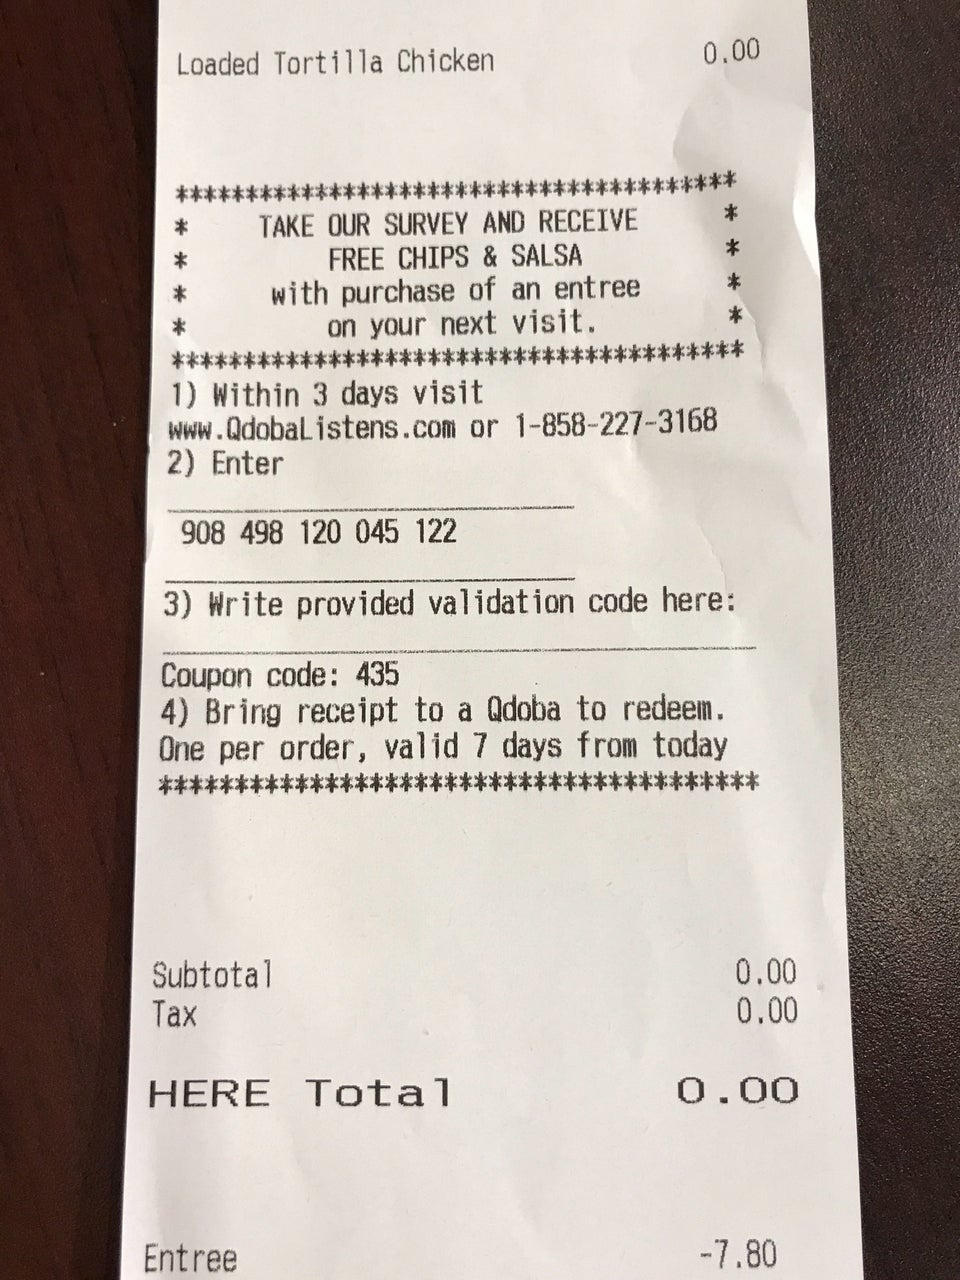 Loaded Tortilla Chicken 0.00
****************************************
* TAKE OUR SURVEY AND RECEIVE *
* FREE CHIPS & SALSA *
* with purchase of an entree *
* on your next visit. *
****************************************
1) Within 3 days visit
www.QdobaListens.com or 1-858-227-3168
2) Enter
908 498 120 045 122
3) Write provided validation code here:
Coupon code: 435
4) Bring receipt to a Qdoba to redeem.
One per order, valid 7 days from today
****************************************
Subtotal 0.00
Tax 0.00
HERE Total 0.00
Entree -7.80